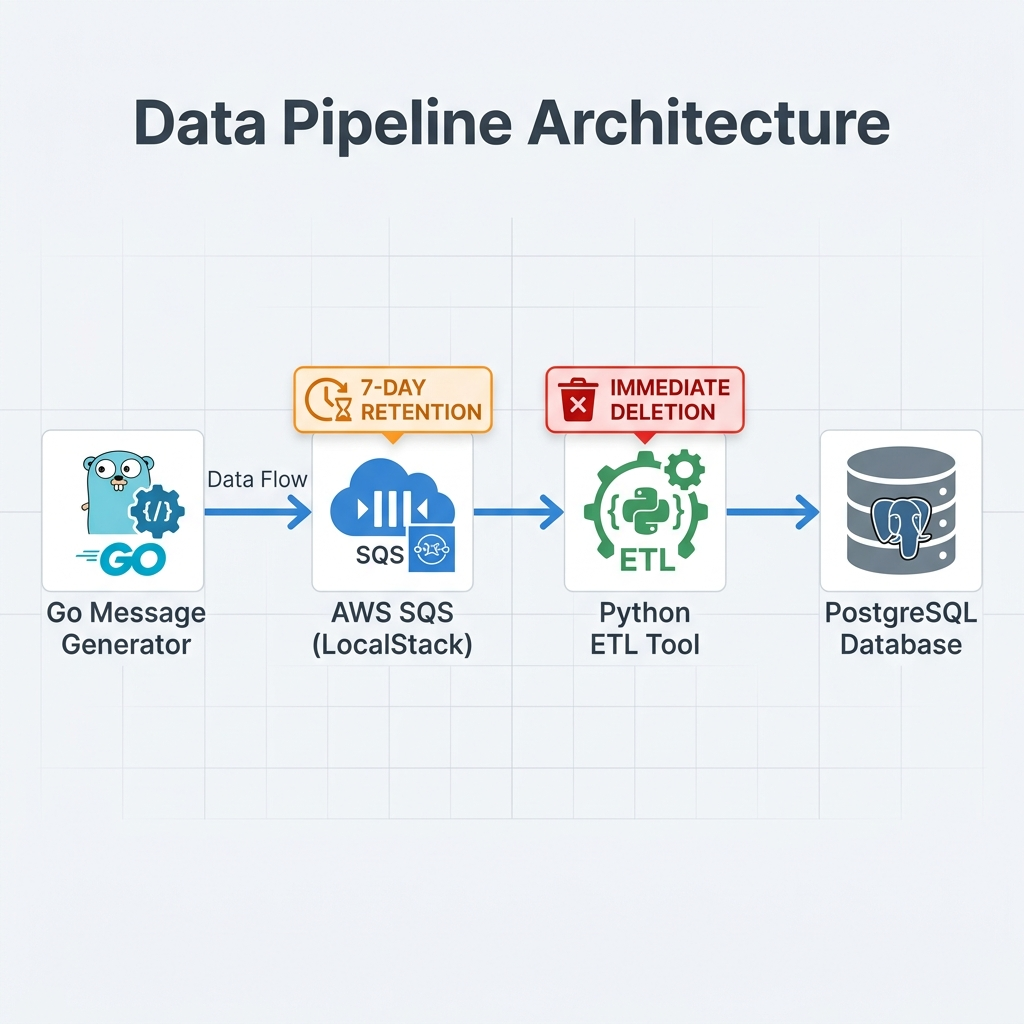 Data Pipeline Architecture
7-DAY
RETENTION
IMMEDIATE
DELETION
Data Flow
{/}
GO
SQS
{ }
ETL
Go Message
Generator
AWS SQS
(LocalStack)
Python
ETL Tool
PostgreSQL
Database